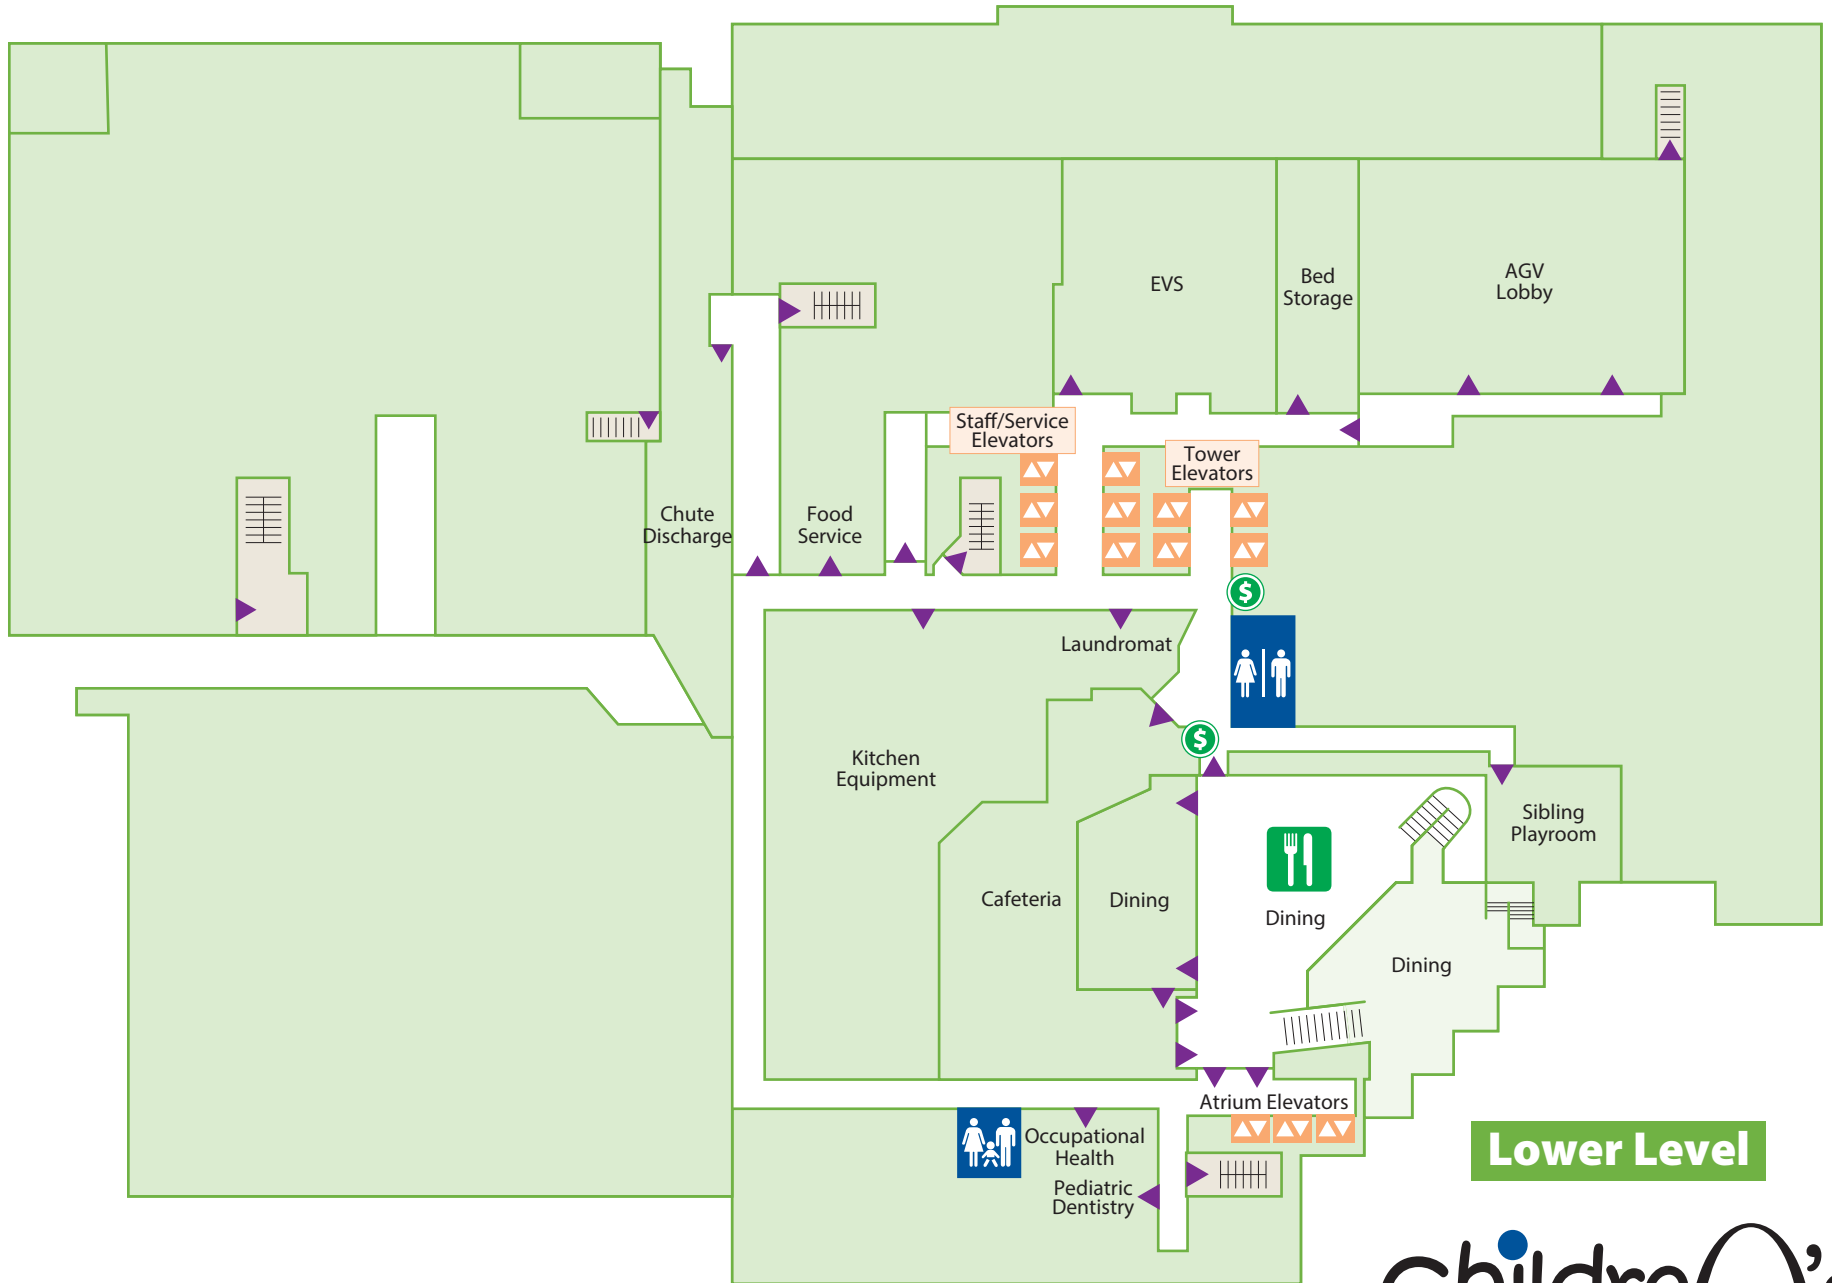 EVS
Bed
Storage
AGV
Lobby
Staff/Service
Elevators
Tower
Elevators
Chute
Discharge
Food
Service
$
Laundromat
$
Kitchen
Equipment
Sibling
Playroom
Cafeteria
Dining
Dining
Dining
Atrium Elevators
Occupational
Health
Pediatric
Dentistry
Lower Level